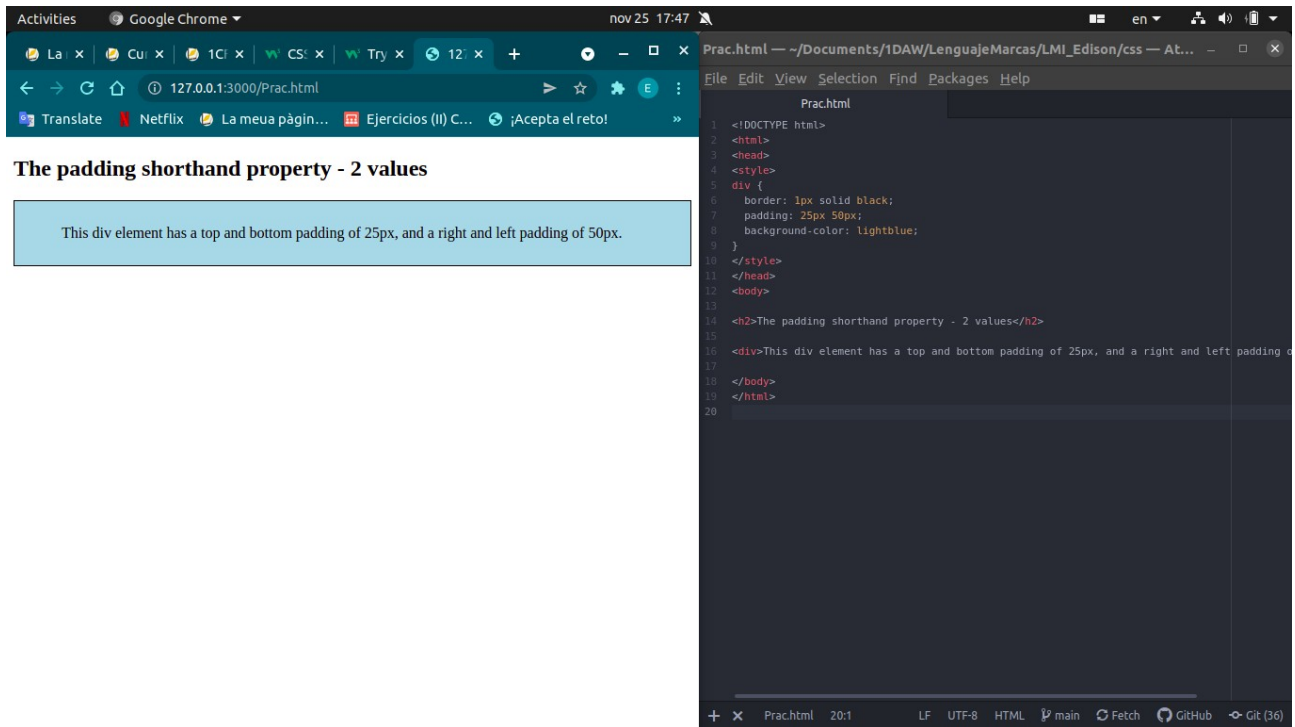 Activities Google Chrome nov 25 17:47 en
La Cur 1CF CSS Try 127
127.0.0.1:3000/Prac.html
Translate Netflix La meua pàgin... Ejercicios (II) C... ¡Acepta el reto! »
The padding shorthand property - 2 values
This div element has a top and bottom padding of 25px, and a right and left padding of 50px.
Prac.html — ~/Documents/1DAW/LenguajeMarcas/LMI_Edison/css — At...
File Edit View Selection Find Packages Help
Prac.html
1 <!DOCTYPE html>
2 <html>
3 <head>
4 <style>
5 div {
6 border: 1px solid black;
7 padding: 25px 50px;
8 background-color: lightblue;
9 }
10 </style>
11 </head>
12 <body>
13
14 <h2>The padding shorthand property - 2 values</h2>
15
16 <div>This div element has a top and bottom padding of 25px, and a right and left padding o
17
18 </body>
19 </html>
20
Prac.html 20:1 LF UTF-8 HTML main Fetch GitHub Git (36)